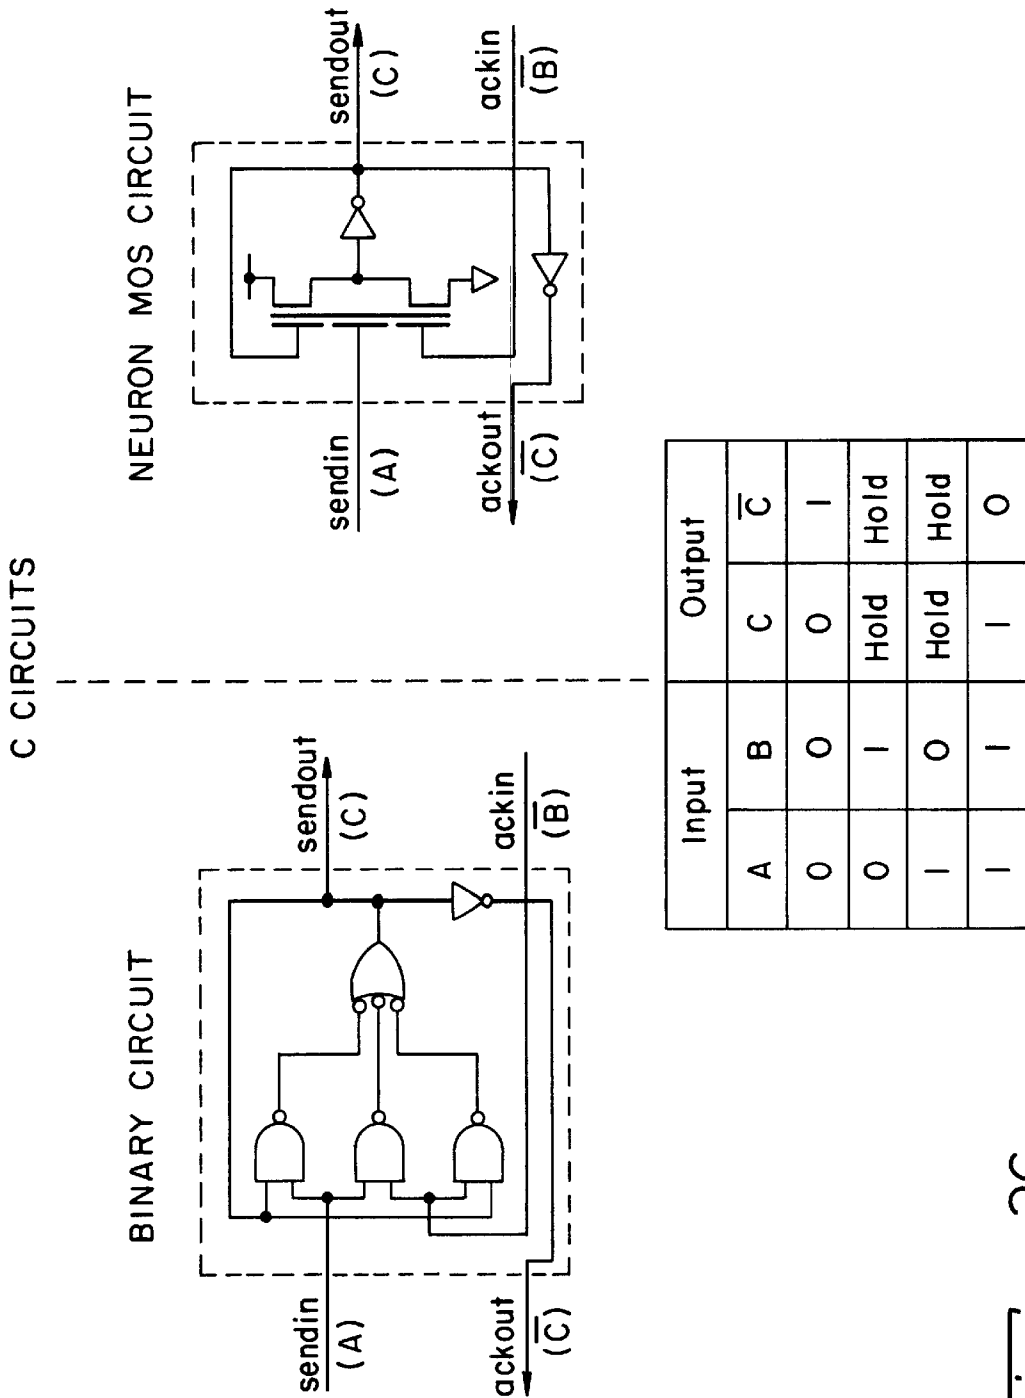 C CIRCUITS
BINARY CIRCUIT
sendin
(A)
sendout
(C)
ackout
(C̅)
ackin
(B̅)
NEURON MOS CIRCUIT
sendin
(A)
sendout
(C)
ackout
(C̅)
ackin
(B̅)
Input Output
A B C C̅
0 0 0 1
0 1 Hold Hold
1 0 Hold Hold
1 1 1 0